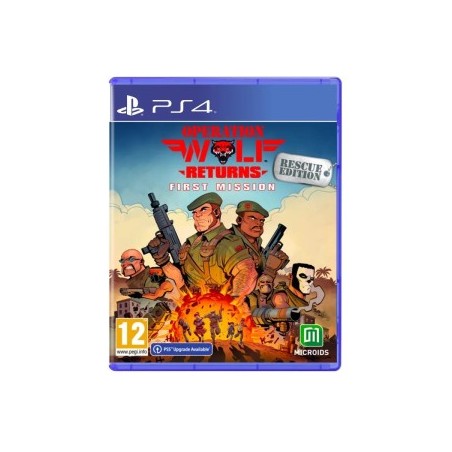 PS4
OPERATION
WOLF
RETURNS
FIRST MISSION
RESCUE
EDITION
12
www.pegi.info
PS5 Upgrade Available
MICROIDS